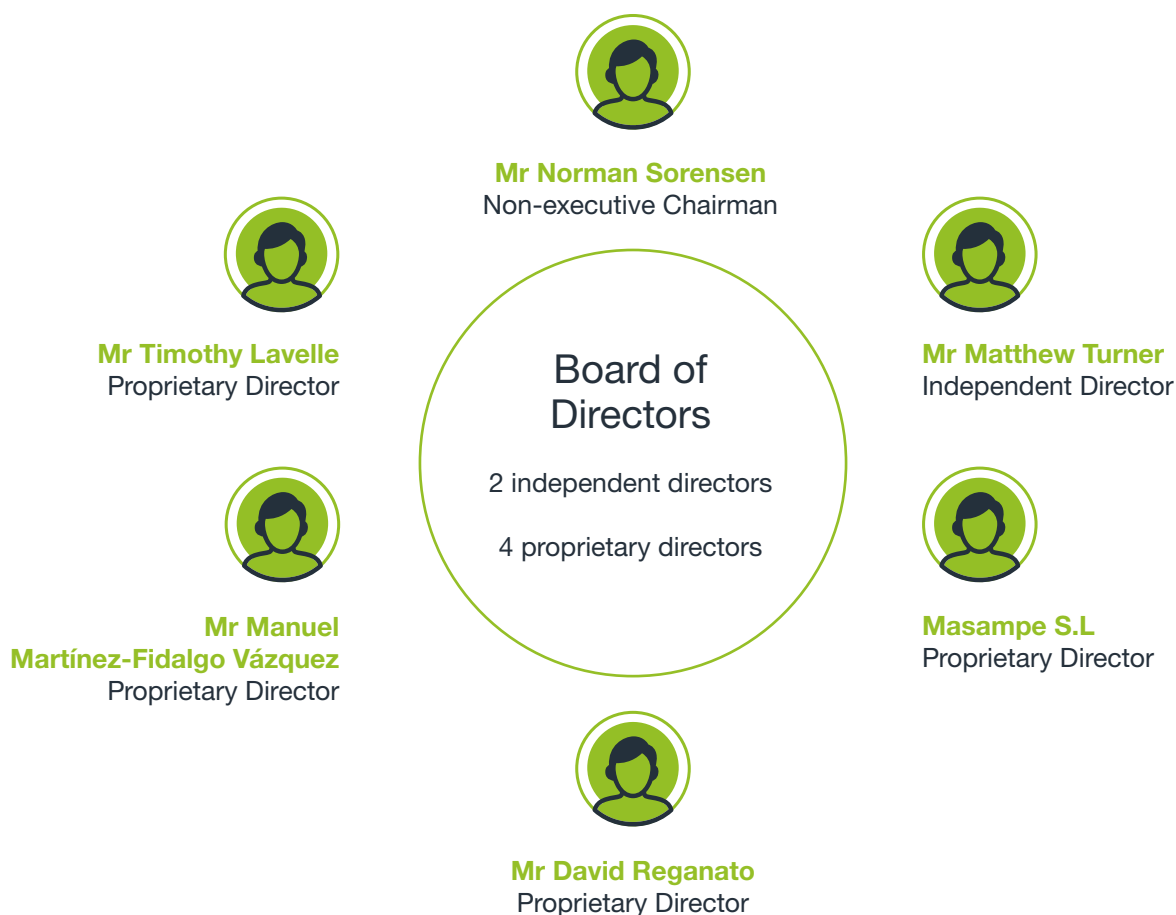 Mr Norman Sorensen
Non-executive Chairman
Mr Timothy Lavelle
Proprietary Director
Mr Matthew Turner
Independent Director
Board of
Directors
2 independent directors
4 proprietary directors
Mr Manuel
Martínez-Fidalgo Vázquez
Proprietary Director
Masampe S.L
Proprietary Director
Mr David Reganato
Proprietary Director